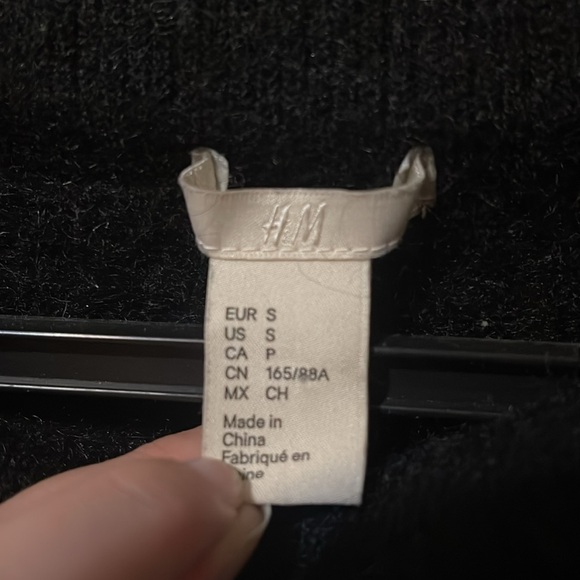 H M
EUR S
US S
CA P
CN 165/88A
MX CH
Made in
China
Fabriqué en